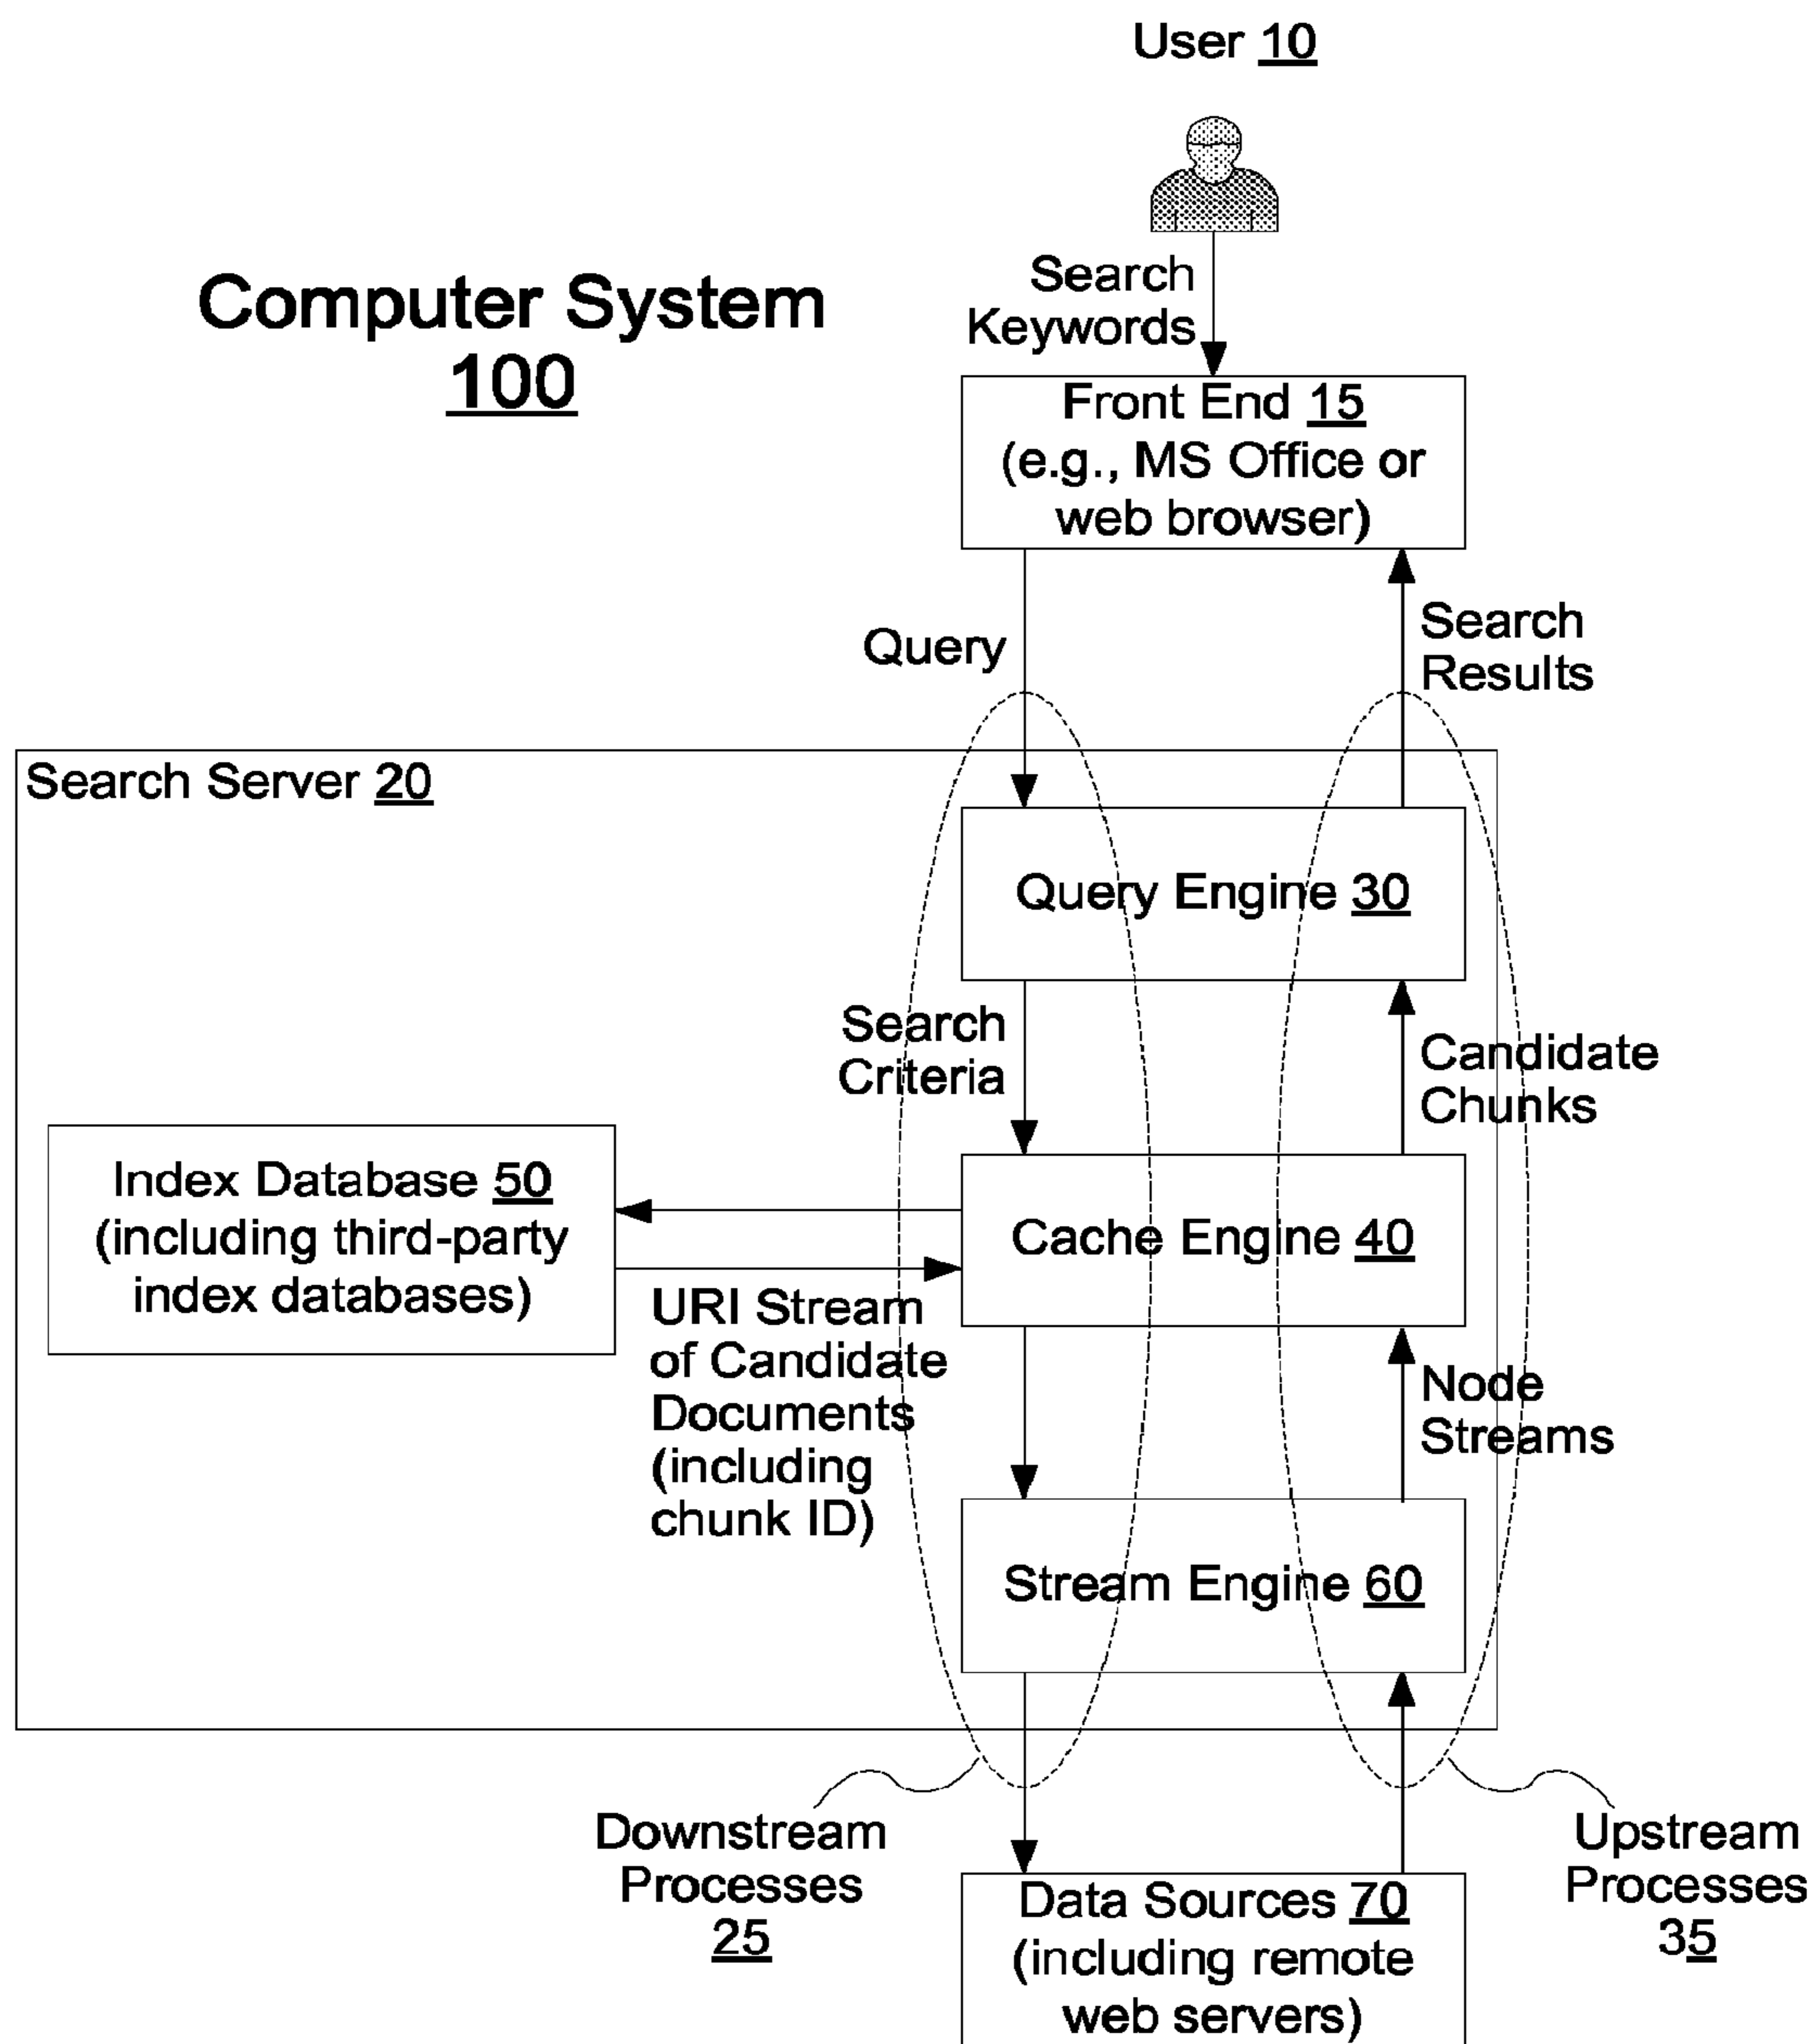 User 10
Computer System
100
Search
Keywords
Front End 15
(e.g., MS Office or
web browser)
Query
Search
Results
Search Server 20
Query Engine 30
Search
Criteria
Candidate
Chunks
Index Database 50
(including third-party
index databases)
Cache Engine 40
URI Stream
of Candidate
Documents
(including
chunk ID)
Node
Streams
Stream Engine 60
Downstream
Processes
25
Upstream
Processes
35
Data Sources 70
(including remote
web servers)